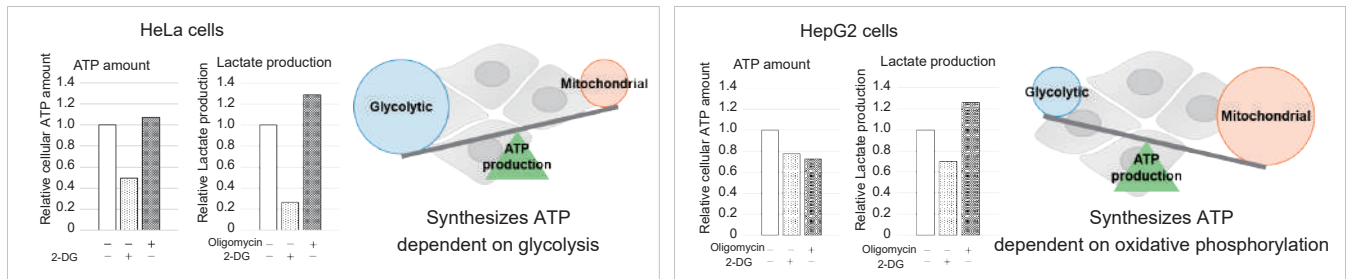 HeLa cells
ATP amount
Relative cellular ATP amount
1.4
1.2
1.0
0.8
0.6
0.4
0.2
0
− − +
2-DG − + −
Lactate production
Relative Lactate production
1.4
1.2
1.0
0.8
0.6
0.4
0.2
0
Oligomycin − − +
2-DG − + −
Glycolytic
Mitochondrial
ATP
production
Synthesizes ATP
dependent on glycolysis
HepG2 cells
ATP amount
Relative cellular ATP amount
1.4
1.2
1.0
0.8
0.6
0.4
0.2
0
Oligomycin − − +
2-DG − + −
Lactate production
Relative Lactate production
1.4
1.2
1.0
0.8
0.6
0.4
0.2
0
Oligomycin − − +
2-DG − + −
Glycolytic
Mitochondrial
ATP
production
Synthesizes ATP
dependent on oxidative phosphorylation